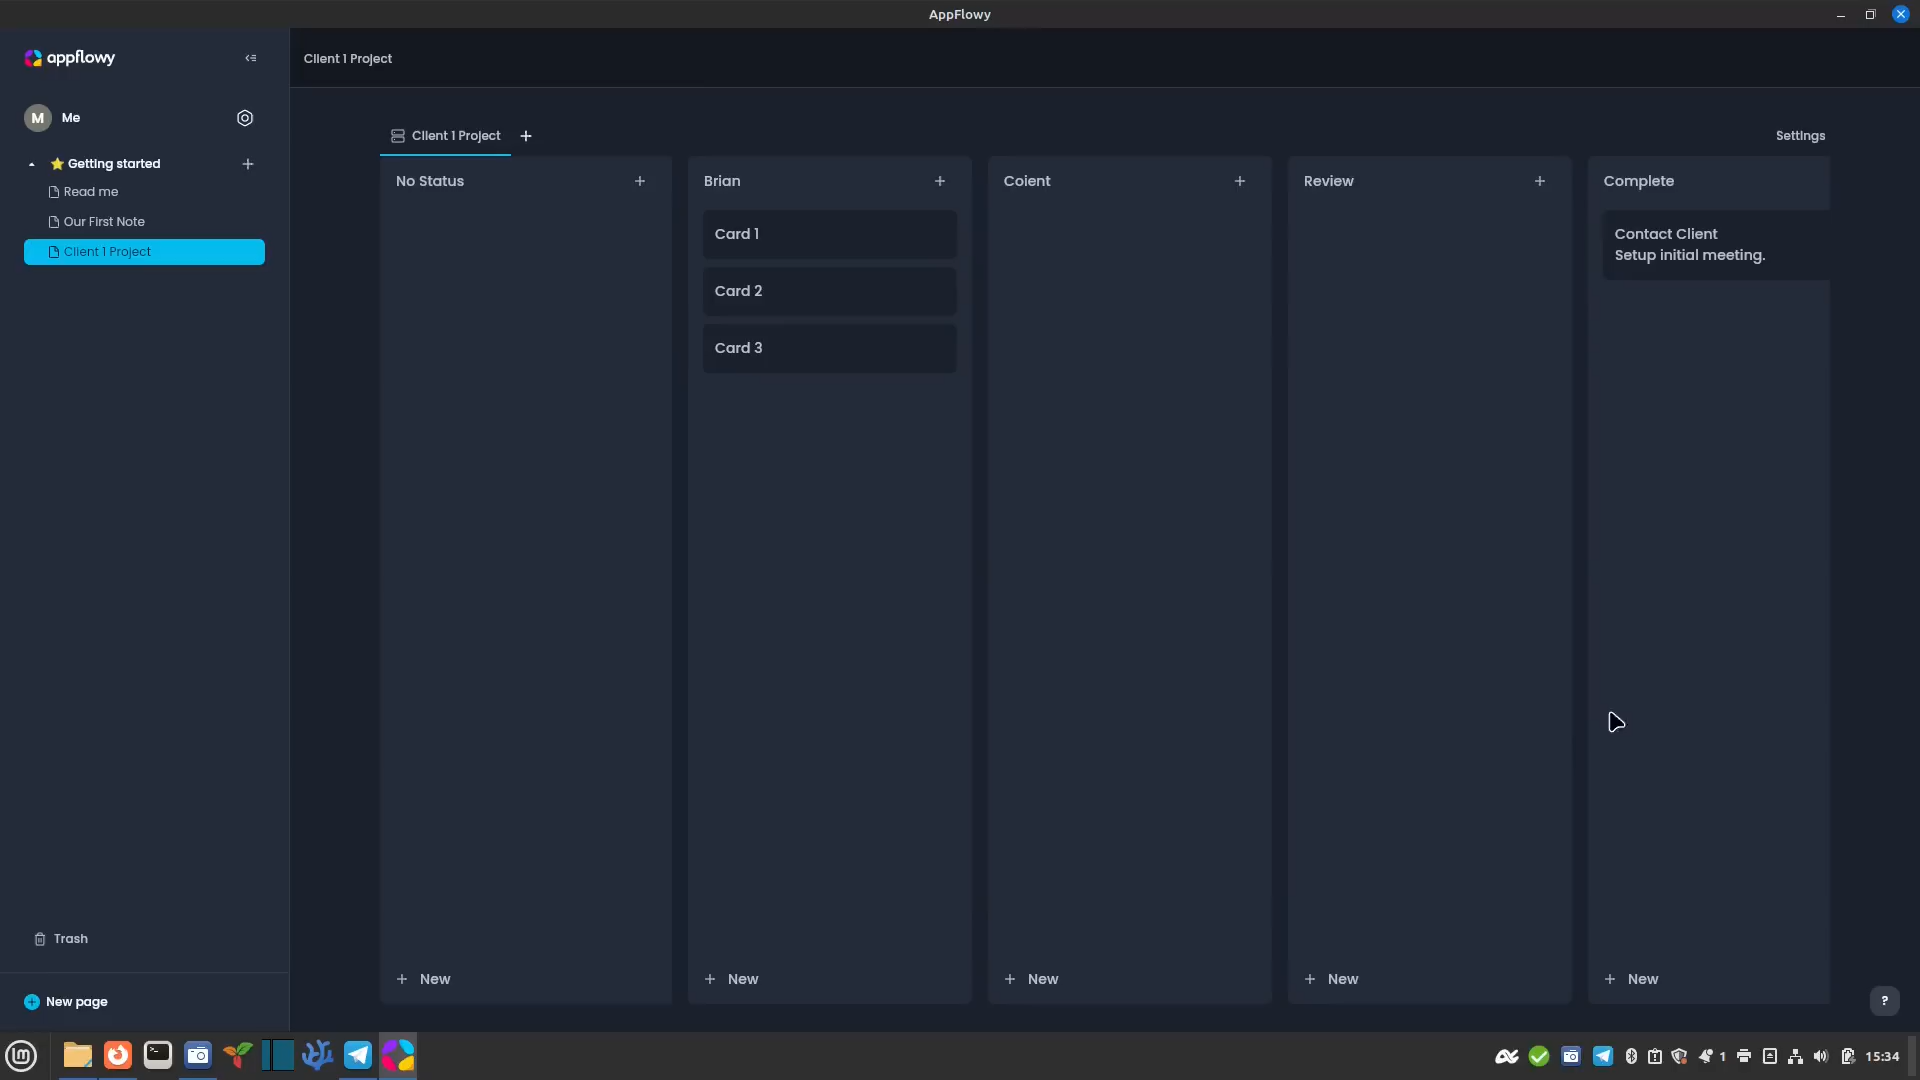 AppFlowy
appflowy
Client 1 Project
M Me
Getting started
Read me
Our First Note
Client 1 Project
Client 1 Project
Settings
No Status
Brian
Coient
Review
Complete
Card 1
Card 2
Card 3
Contact Client
Setup initial meeting.
New
New
New
New
New
Trash
New page
?
1
15:34